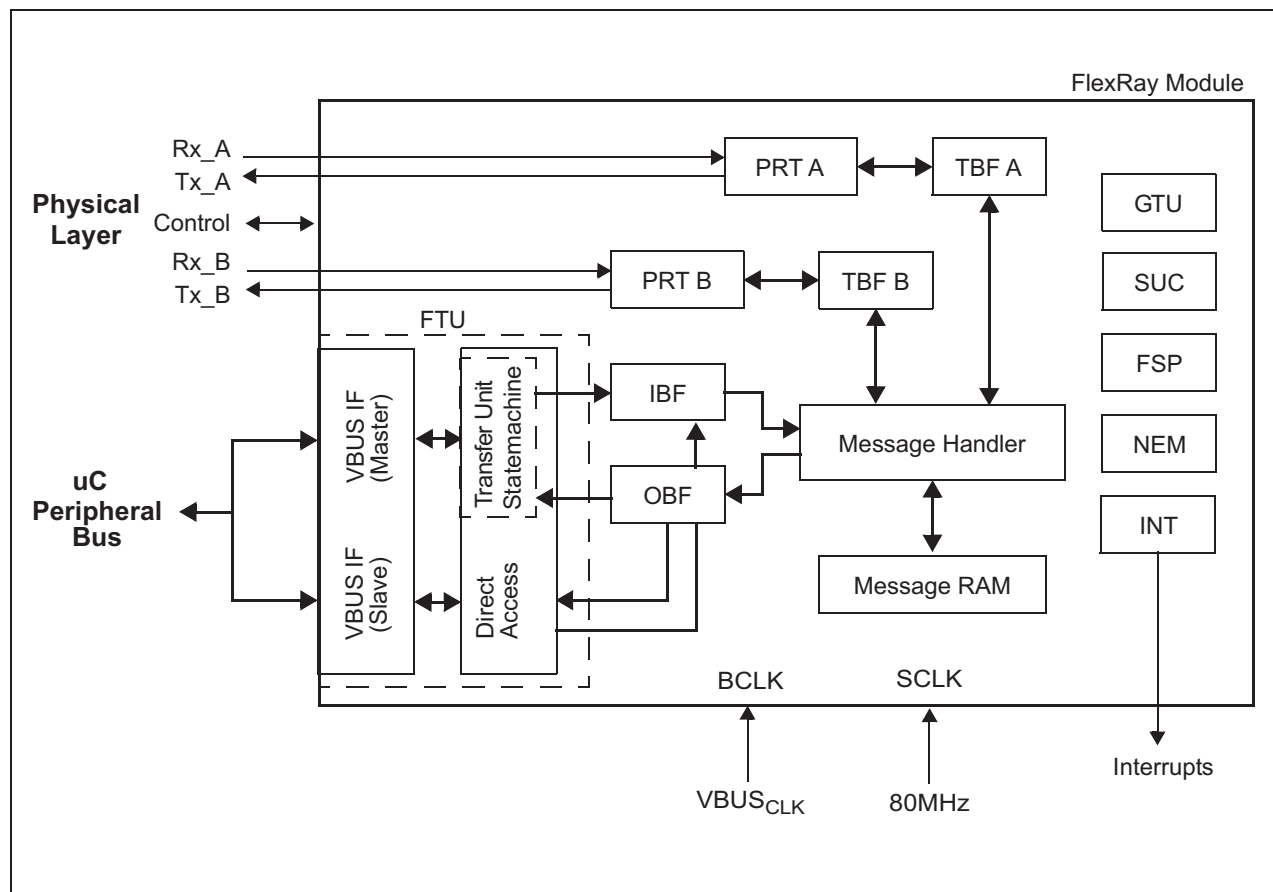 FlexRay Module
Rx_A
Tx_A
Physical
Layer
Control
Rx_B
Tx_B
PRT A
TBF A
PRT B
TBF B
GTU
SUC
FSP
NEM
INT
FTU
VBUS IF
(Master)
Transfer Unit
Statemachine
IBF
OBF
Message Handler
Message RAM
uC
Peripheral
Bus
VBUS IF
(Slave)
Direct
Access
BCLK
SCLK
VBUSCLK
80MHz
Interrupts